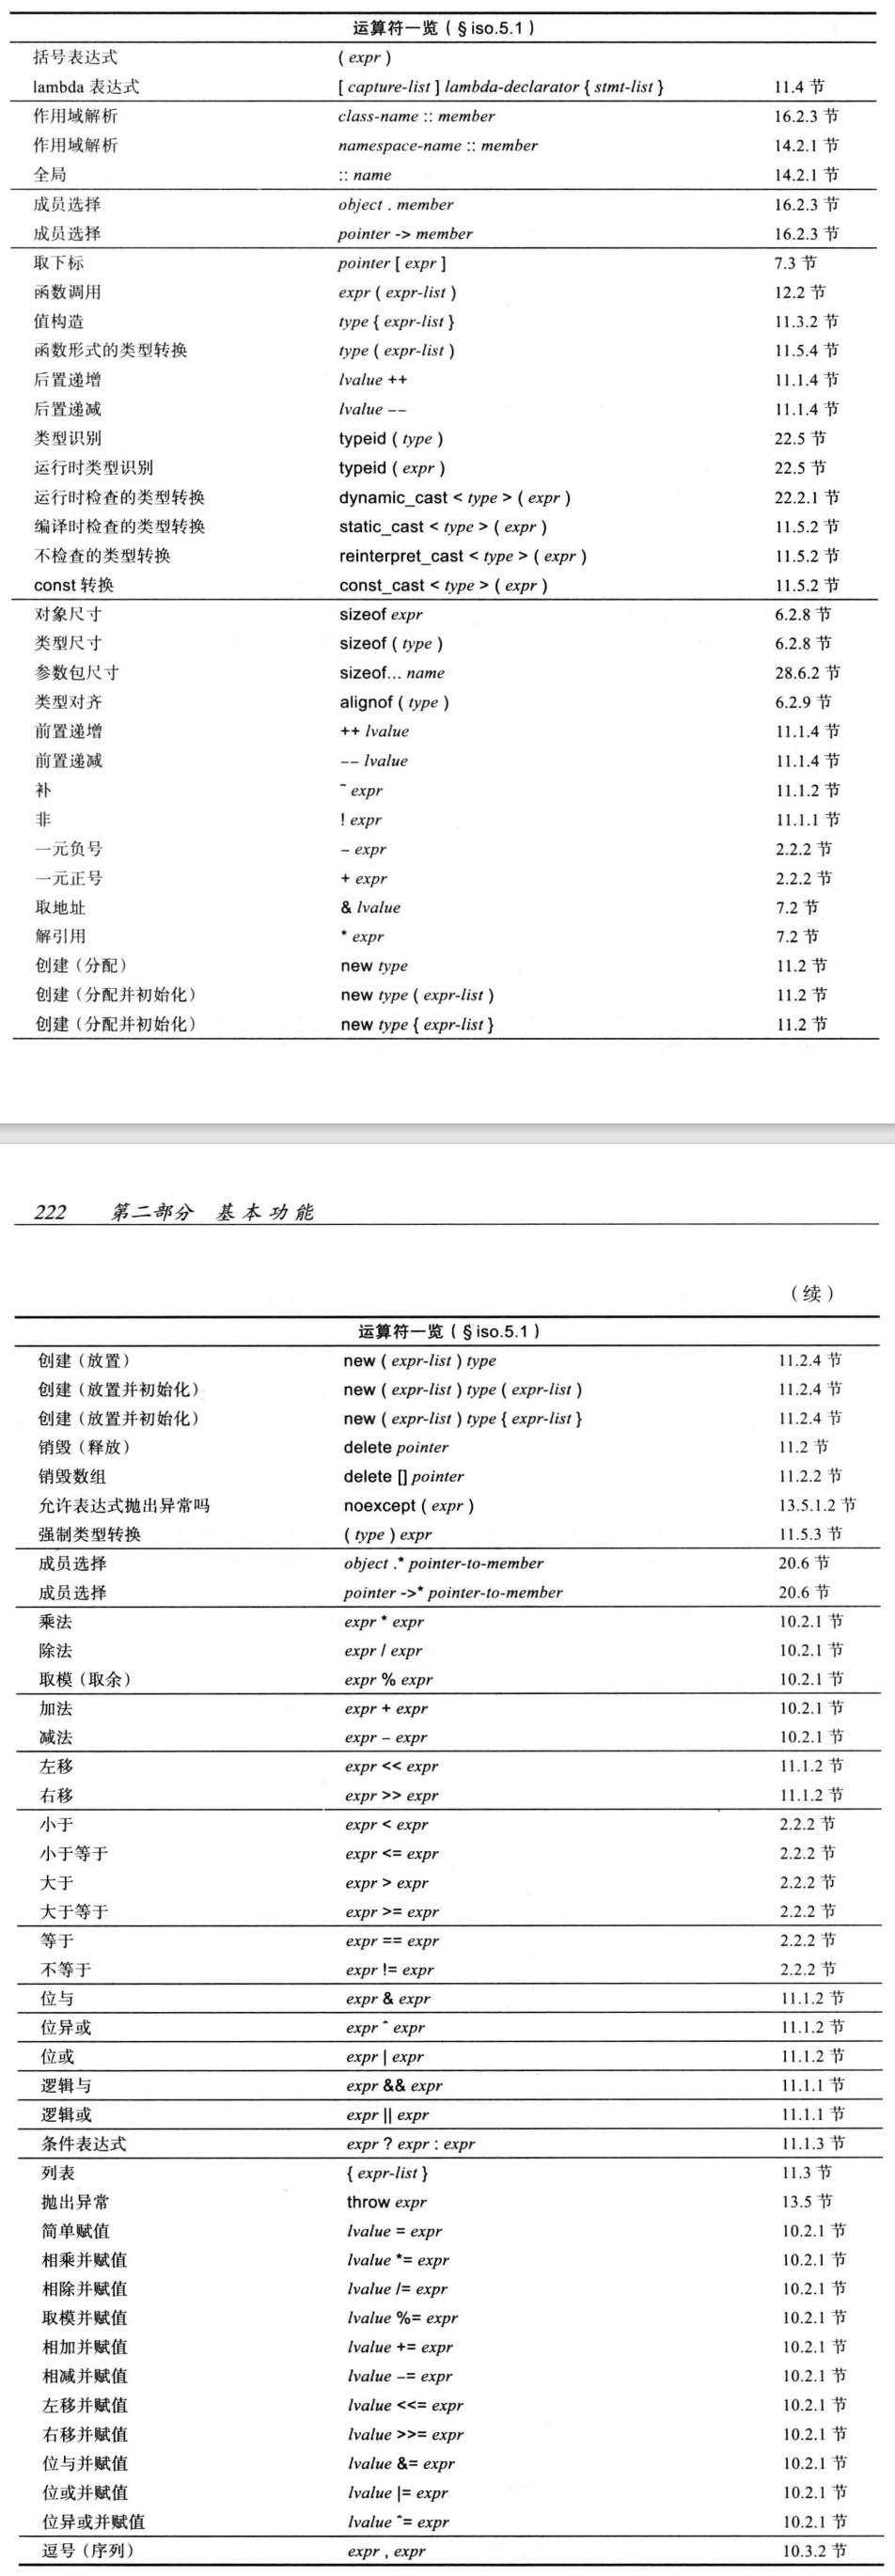 运算符一览(§iso.5.1)
括号表达式 ( expr )
lambda 表达式 [ capture-list ] lambda-declarator { stmt-list } 11.4 节
作用域解析 class-name :: member 16.2.3 节
作用域解析 namespace-name :: member 14.2.1 节
全局 :: name 14.2.1 节
成员选择 object . member 16.2.3 节
成员选择 pointer -> member 16.2.3 节
取下标 pointer [ expr ] 7.3 节
函数调用 expr ( expr-list ) 12.2 节
值构造 type { expr-list } 11.3.2 节
函数形式的类型转换 type ( expr-list ) 11.5.4 节
后置递增 lvalue ++ 11.1.4 节
后置递减 lvalue –– 11.1.4 节
类型识别 typeid ( type ) 22.5 节
运行时类型识别 typeid ( expr ) 22.5 节
运行时检查的类型转换 dynamic_cast < type > ( expr ) 22.2.1 节
编译时检查的类型转换 static_cast < type > ( expr ) 11.5.2 节
不检查的类型转换 reinterpret_cast < type > ( expr ) 11.5.2 节
const 转换 const_cast < type > ( expr ) 11.5.2 节
对象尺寸 sizeof expr 6.2.8 节
类型尺寸 sizeof ( type ) 6.2.8 节
参数包尺寸 sizeof... name 28.6.2 节
类型对齐 alignof ( type ) 6.2.9 节
前置递增 ++ lvalue 11.1.4 节
前置递减 –– lvalue 11.1.4 节
补 ~ expr 11.1.2 节
非 ! expr 11.1.1 节
一元负号 – expr 2.2.2 节
一元正号 + expr 2.2.2 节
取地址 & lvalue 7.2 节
解引用 * expr 7.2 节
创建(分配) new type 11.2 节
创建(分配并初始化) new type ( expr-list ) 11.2 节
创建(分配并初始化) new type { expr-list } 11.2 节
222 第二部分 基本功能
(续)
运算符一览(§iso.5.1)
创建(放置) new ( expr-list ) type 11.2.4 节
创建(放置并初始化) new ( expr-list ) type ( expr-list ) 11.2.4 节
创建(放置并初始化) new ( expr-list ) type { expr-list } 11.2.4 节
销毁(释放) delete pointer 11.2 节
销毁数组 delete [] pointer 11.2.2 节
允许表达式抛出异常吗 noexcept ( expr ) 13.5.1.2 节
强制类型转换 ( type ) expr 11.5.3 节
成员选择 object .* pointer-to-member 20.6 节
成员选择 pointer ->* pointer-to-member 20.6 节
乘法 expr * expr 10.2.1 节
除法 expr / expr 10.2.1 节
取模(取余) expr % expr 10.2.1 节
加法 expr + expr 10.2.1 节
减法 expr – expr 10.2.1 节
左移 expr << expr 11.1.2 节
右移 expr >> expr 11.1.2 节
小于 expr < expr 2.2.2 节
小于等于 expr <= expr 2.2.2 节
大于 expr > expr 2.2.2 节
大于等于 expr >= expr 2.2.2 节
等于 expr == expr 2.2.2 节
不等于 expr != expr 2.2.2 节
位与 expr & expr 11.1.2 节
位异或 expr ^ expr 11.1.2 节
位或 expr | expr 11.1.2 节
逻辑与 expr && expr 11.1.1 节
逻辑或 expr || expr 11.1.1 节
条件表达式 expr ? expr : expr 11.1.3 节
列表 { expr-list } 11.3 节
抛出异常 throw expr 13.5 节
简单赋值 lvalue = expr 10.2.1 节
相乘并赋值 lvalue *= expr 10.2.1 节
相除并赋值 lvalue /= expr 10.2.1 节
取模并赋值 lvalue %= expr 10.2.1 节
相加并赋值 lvalue += expr 10.2.1 节
相减并赋值 lvalue –= expr 10.2.1 节
左移并赋值 lvalue <<= expr 10.2.1 节
右移并赋值 lvalue >>= expr 10.2.1 节
位与并赋值 lvalue &= expr 10.2.1 节
位或并赋值 lvalue |= expr 10.2.1 节
位异或并赋值 lvalue ^= expr 10.2.1 节
逗号(序列) expr , expr 10.3.2 节